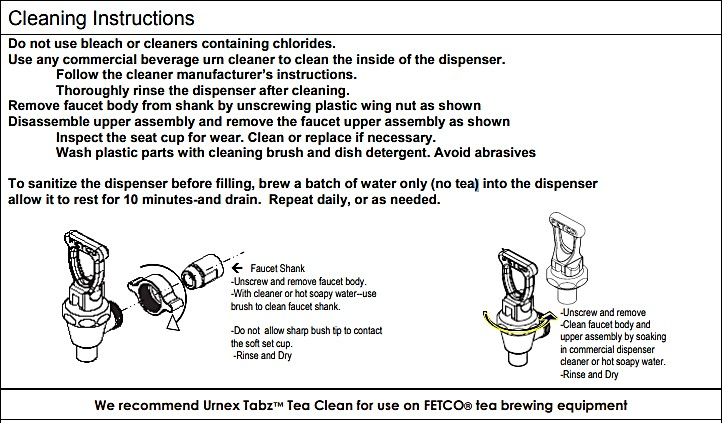 Cleaning Instructions
Do not use bleach or cleaners containing chlorides.
Use any commercial beverage urn cleaner to clean the inside of the dispenser.
Follow the cleaner manufacturer's instructions.
Thoroughly rinse the dispenser after cleaning.
Remove faucet body from shank by unscrewing plastic wing nut as shown
Disassemble upper assembly and remove the faucet upper assembly as shown
Inspect the seat cup for wear. Clean or replace if necessary.
Wash plastic parts with cleaning brush and dish detergent. Avoid abrasives
To sanitize the dispenser before filling, brew a batch of water only (no tea) into the dispenser
allow it to rest for 10 minutes-and drain. Repeat daily, or as needed.
← Faucet Shank
-Unscrew and remove faucet body.
-With cleaner or hot soapy water--use
brush to clean faucet shank.
-Do not allow sharp bush tip to contact
the soft set cup.
-Rinse and Dry
-Unscrew and remove
-Clean faucet body and
upper assembly by soaking
in commercial dispenser
cleaner or hot soapy water.
-Rinse and Dry
We recommend Urnex Tabz™ Tea Clean for use on FETCO® tea brewing equipment